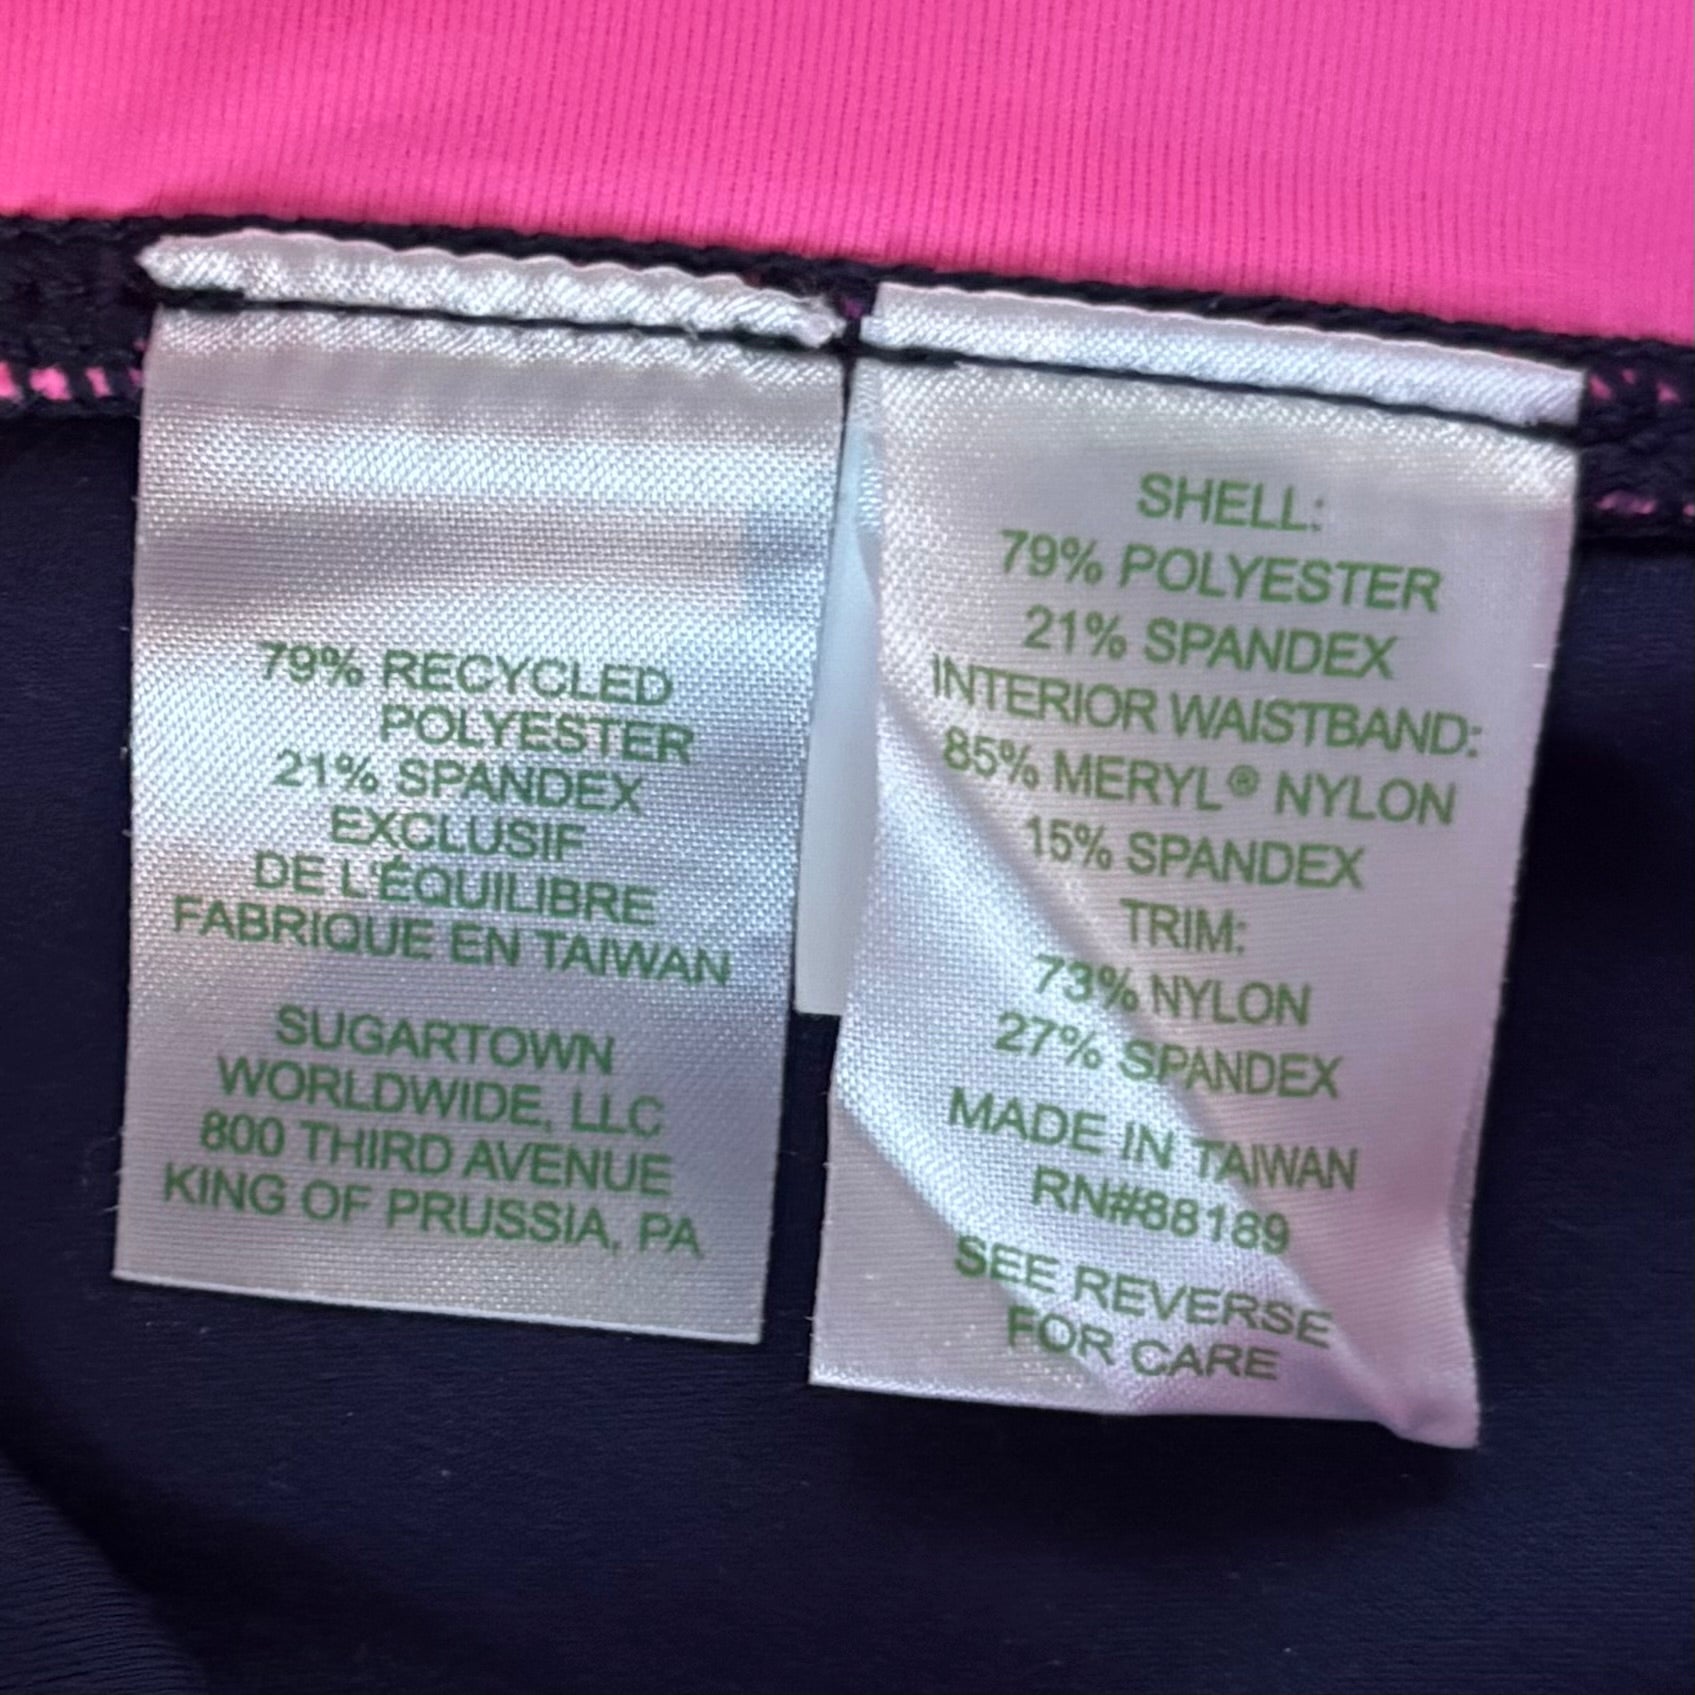 79% RECYCLED
POLYESTER
21% SPANDEX
EXCLUSIF
DE L'ÉQUILIBRE
FABRIQUE EN TAIWAN
SUGARTOWN
WORLDWIDE, LLC
800 THIRD AVENUE
KING OF PRUSSIA, PA
SHELL:
79% POLYESTER
21% SPANDEX
INTERIOR WAISTBAND:
85% MERYL® NYLON
15% SPANDEX
TRIM:
73% NYLON
27% SPANDEX
MADE IN TAIWAN
RN#88189
SEE REVERSE
FOR CARE